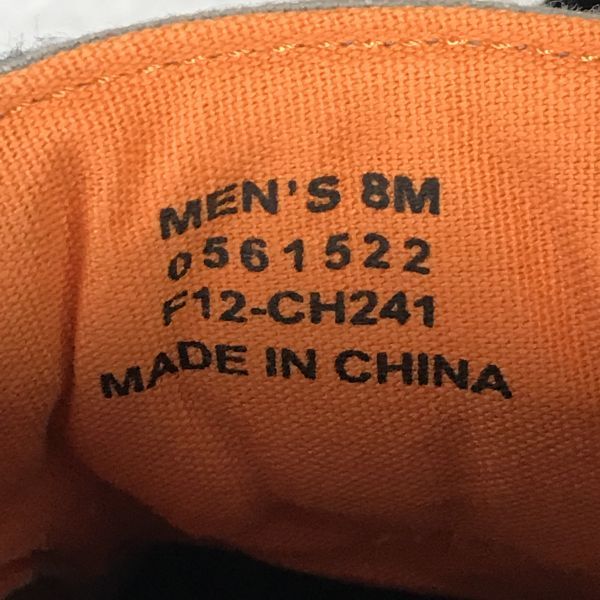 MEN'S 8M
0561522
F12-CH241
MADE IN CHINA